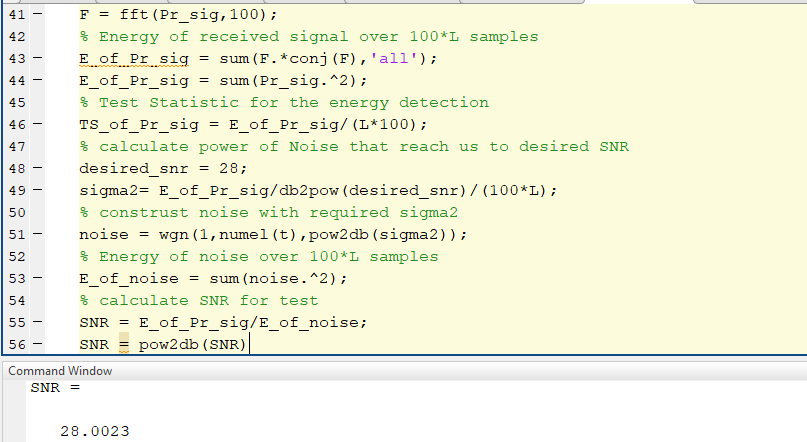 41 – F = fft(Pr_sig,100);
42 % Energy of received signal over 100*L samples
43 – E_of_Pr_sig = sum(F.*conj(F),'all');
44 – E_of_Pr_sig = sum(Pr_sig.^2);
45 % Test Statistic for the energy detection
46 – TS_of_Pr_sig = E_of_Pr_sig/(L*100);
47 % calculate power of Noise that reach us to desired SNR
48 – desired_snr = 28;
49 – sigma2= E_of_Pr_sig/db2pow(desired_snr)/(100*L);
50 % construst noise with required sigma2
51 – noise = wgn(1,numel(t),pow2db(sigma2));
52 % Energy of noise over 100*L samples
53 – E_of_noise = sum(noise.^2);
54 % calculate SNR for test
55 – SNR = E_of_Pr_sig/E_of_noise;
56 – SNR = pow2db(SNR)
Command Window
SNR =
28.0023